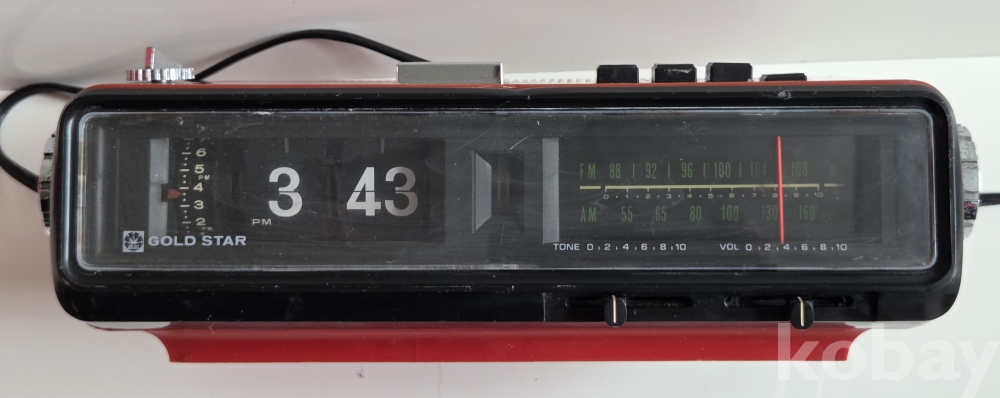 6
5
PM
4
3
2
PM
3 43
GOLD STAR
FM 88 92 96 100 104 108
0 1 2 3 4 5 6 7 8 9 10
AM 55 65 80 100 130 160
TONE 0 2 4 6 8 10
VOL 0 2 4 6 8 10
kobay